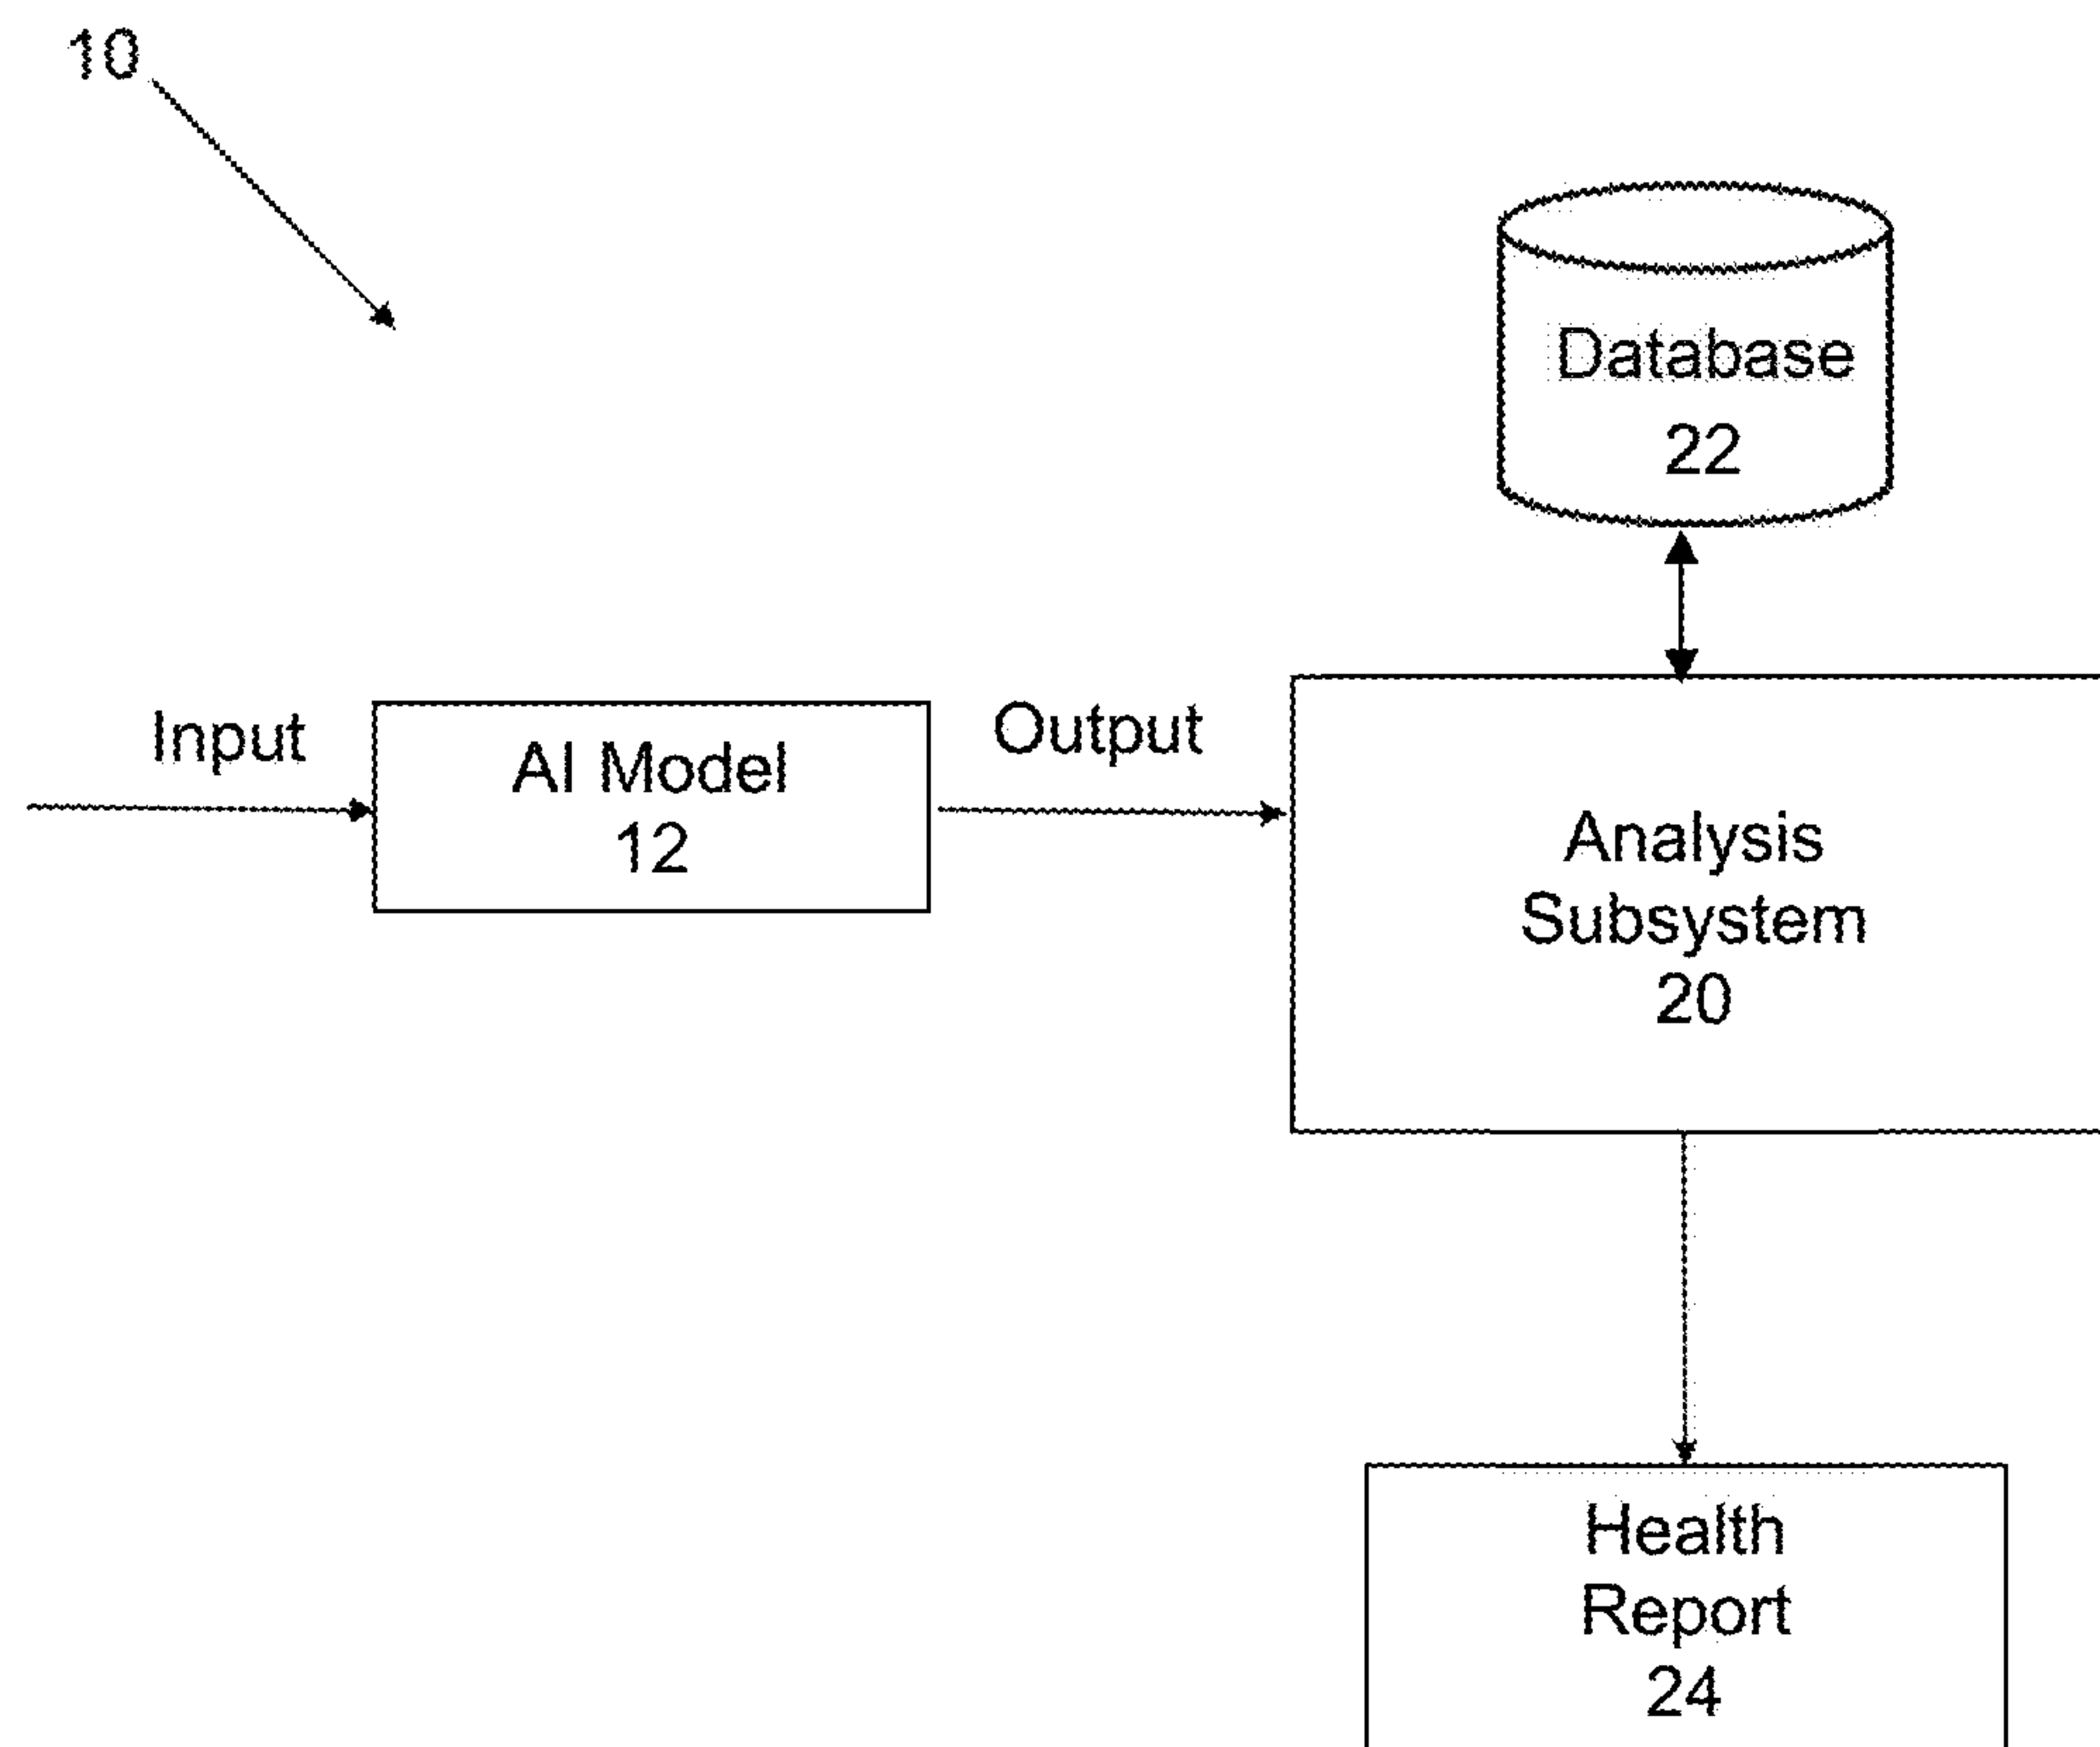 10
Database
22
Input
AI Model
12
Output
Analysis
Subsystem
20
Health
Report
24